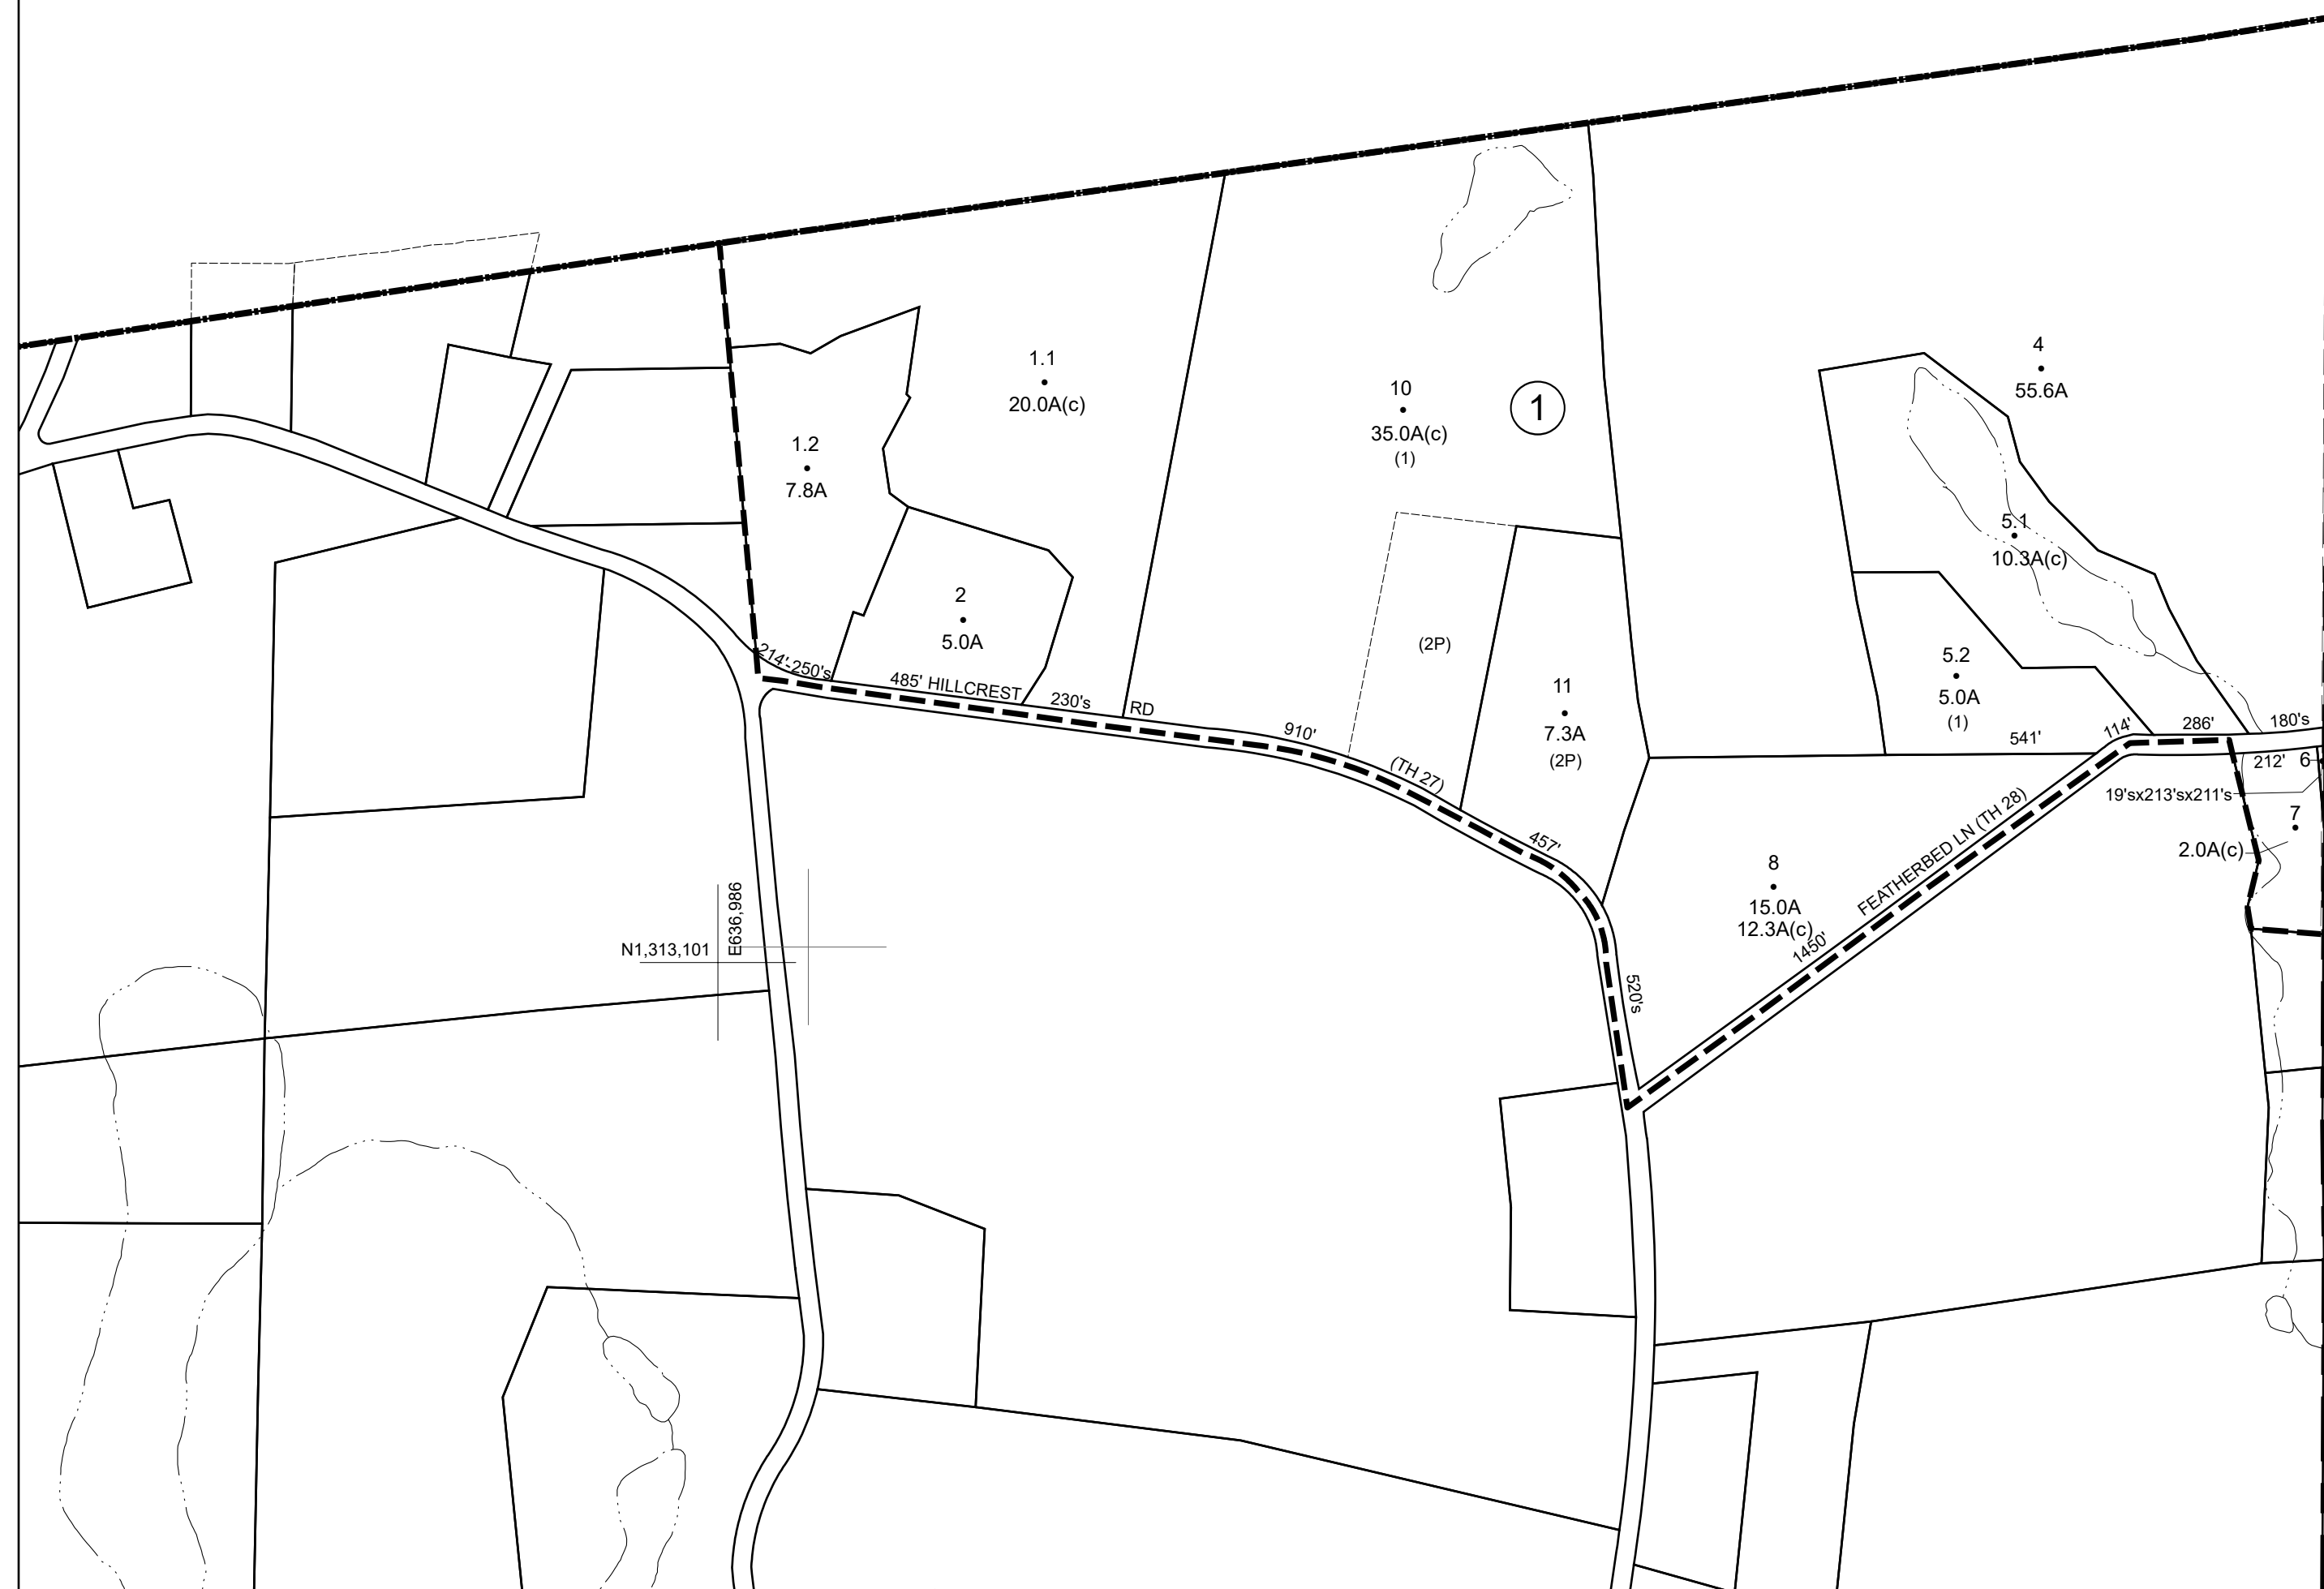 4
55.6A
1.1
20.0A(c)
10
35.0A(c)
(1)
1
1.2
7.8A
5.1
10.3A(c)
2
5.0A
(2P)
11
7.3A
(2P)
5.2
5.0A
(1)
214'-250's
485' HILLCREST
230's
RD
910'
(TH 27)
457'
520's
541'
114'
286'
180's
212'
6
19'sx213'sx211's
7
2.0A(c)
8
15.0A
12.3A(c)
FEATHERBED LN (TH 28)
1450'
N1,313,101
E636,986